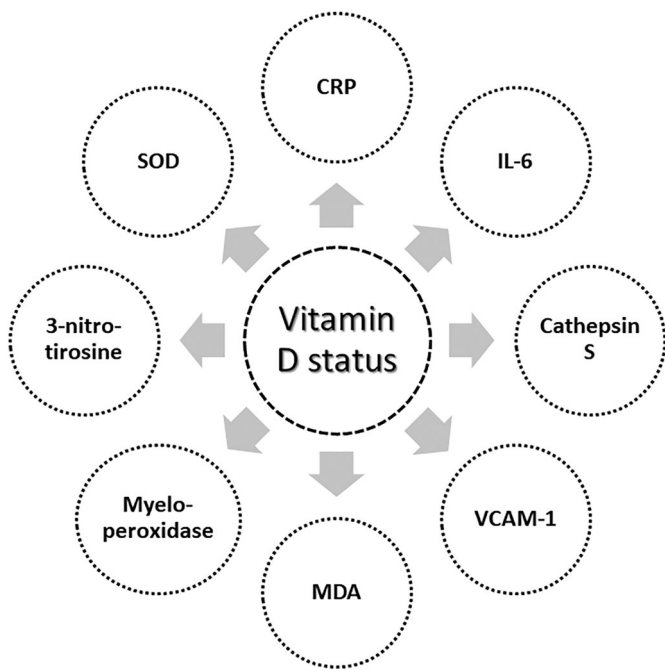 CRP
IL-6
Cathepsin
S
VCAM-1
MDA
Myelo-
peroxidase
3-nitro-
tirosine
SOD
Vitamin
D status